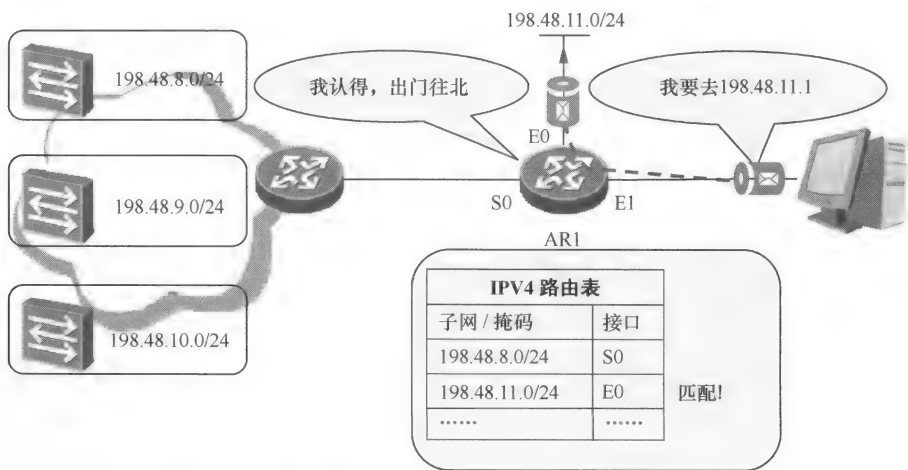 198.48.11.0/24
198.48.8.0/24
我认得，出门往北
我要去198.48.11.1
E0
198.48.9.0/24
S0
E1
AR1
198.48.10.0/24
IPV4 路由表
子网 / 掩码 接口
198.48.8.0/24 S0
198.48.11.0/24 E0 匹配!
…… ……